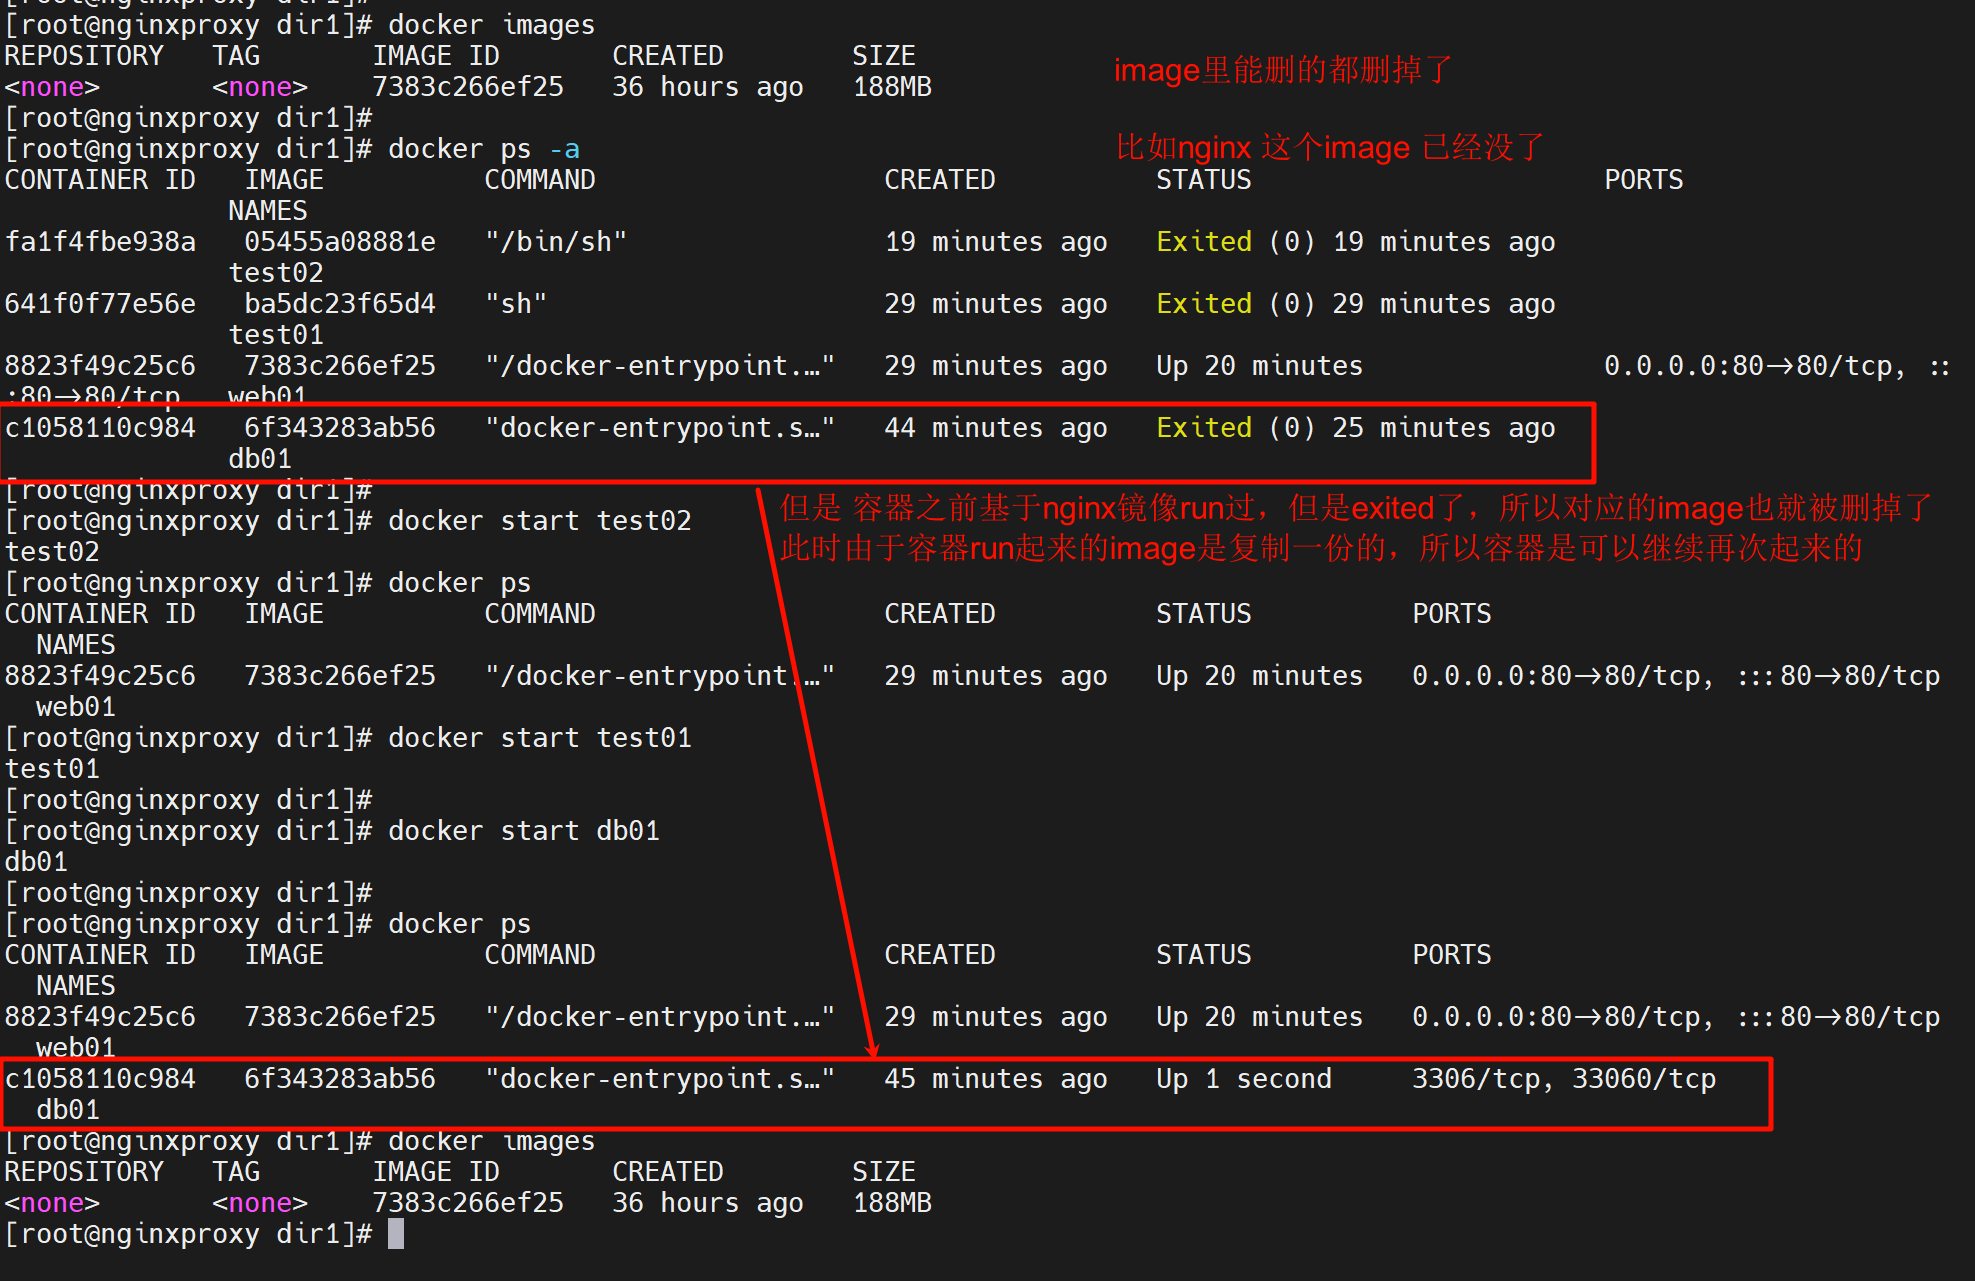 [root@nginxproxy dir1]#
[root@nginxproxy dir1]# docker images
REPOSITORY   TAG       IMAGE ID       CREATED        SIZE
<none>       <none>    7383c266ef25   36 hours ago   188MB
image里能删的都删掉了
[root@nginxproxy dir1]#
[root@nginxproxy dir1]# docker ps -a
比如nginx 这个image 已经没了
CONTAINER ID   IMAGE          COMMAND                  CREATED          STATUS                      PORTS
NAMES
fa1f4fbe938a   05455a08881e   "/bin/sh"                19 minutes ago   Exited (0) 19 minutes ago
test02
641f0f77e56e   ba5dc23f65d4   "sh"                     29 minutes ago   Exited (0) 29 minutes ago
test01
8823f49c25c6   7383c266ef25   "/docker-entrypoint.…"   29 minutes ago   Up 20 minutes               0.0.0.0:80->80/tcp, ::
:80->80/tcp   web01
c1058110c984   6f343283ab56   "docker-entrypoint.s…"   44 minutes ago   Exited (0) 25 minutes ago
db01
[root@nginxproxy dir1]#
但是 容器之前基于nginx镜像run过，但是exited了，所以对应的image也就被删掉了
[root@nginxproxy dir1]# docker start test02
此时由于容器run起来的image是复制一份的，所以容器是可以继续再次起来的
test02
[root@nginxproxy dir1]# docker ps
CONTAINER ID   IMAGE          COMMAND                  CREATED          STATUS          PORTS
NAMES
8823f49c25c6   7383c266ef25   "/docker-entrypoint.…"   29 minutes ago   Up 20 minutes   0.0.0.0:80->80/tcp, :::80->80/tcp
web01
[root@nginxproxy dir1]# docker start test01
test01
[root@nginxproxy dir1]#
[root@nginxproxy dir1]# docker start db01
db01
[root@nginxproxy dir1]#
[root@nginxproxy dir1]# docker ps
CONTAINER ID   IMAGE          COMMAND                  CREATED          STATUS          PORTS
NAMES
8823f49c25c6   7383c266ef25   "/docker-entrypoint.…"   29 minutes ago   Up 20 minutes   0.0.0.0:80->80/tcp, :::80->80/tcp
web01
c1058110c984   6f343283ab56   "docker-entrypoint.s…"   45 minutes ago   Up 1 second     3306/tcp, 33060/tcp
db01
[root@nginxproxy dir1]# docker images
REPOSITORY   TAG       IMAGE ID       CREATED        SIZE
<none>       <none>    7383c266ef25   36 hours ago   188MB
[root@nginxproxy dir1]#